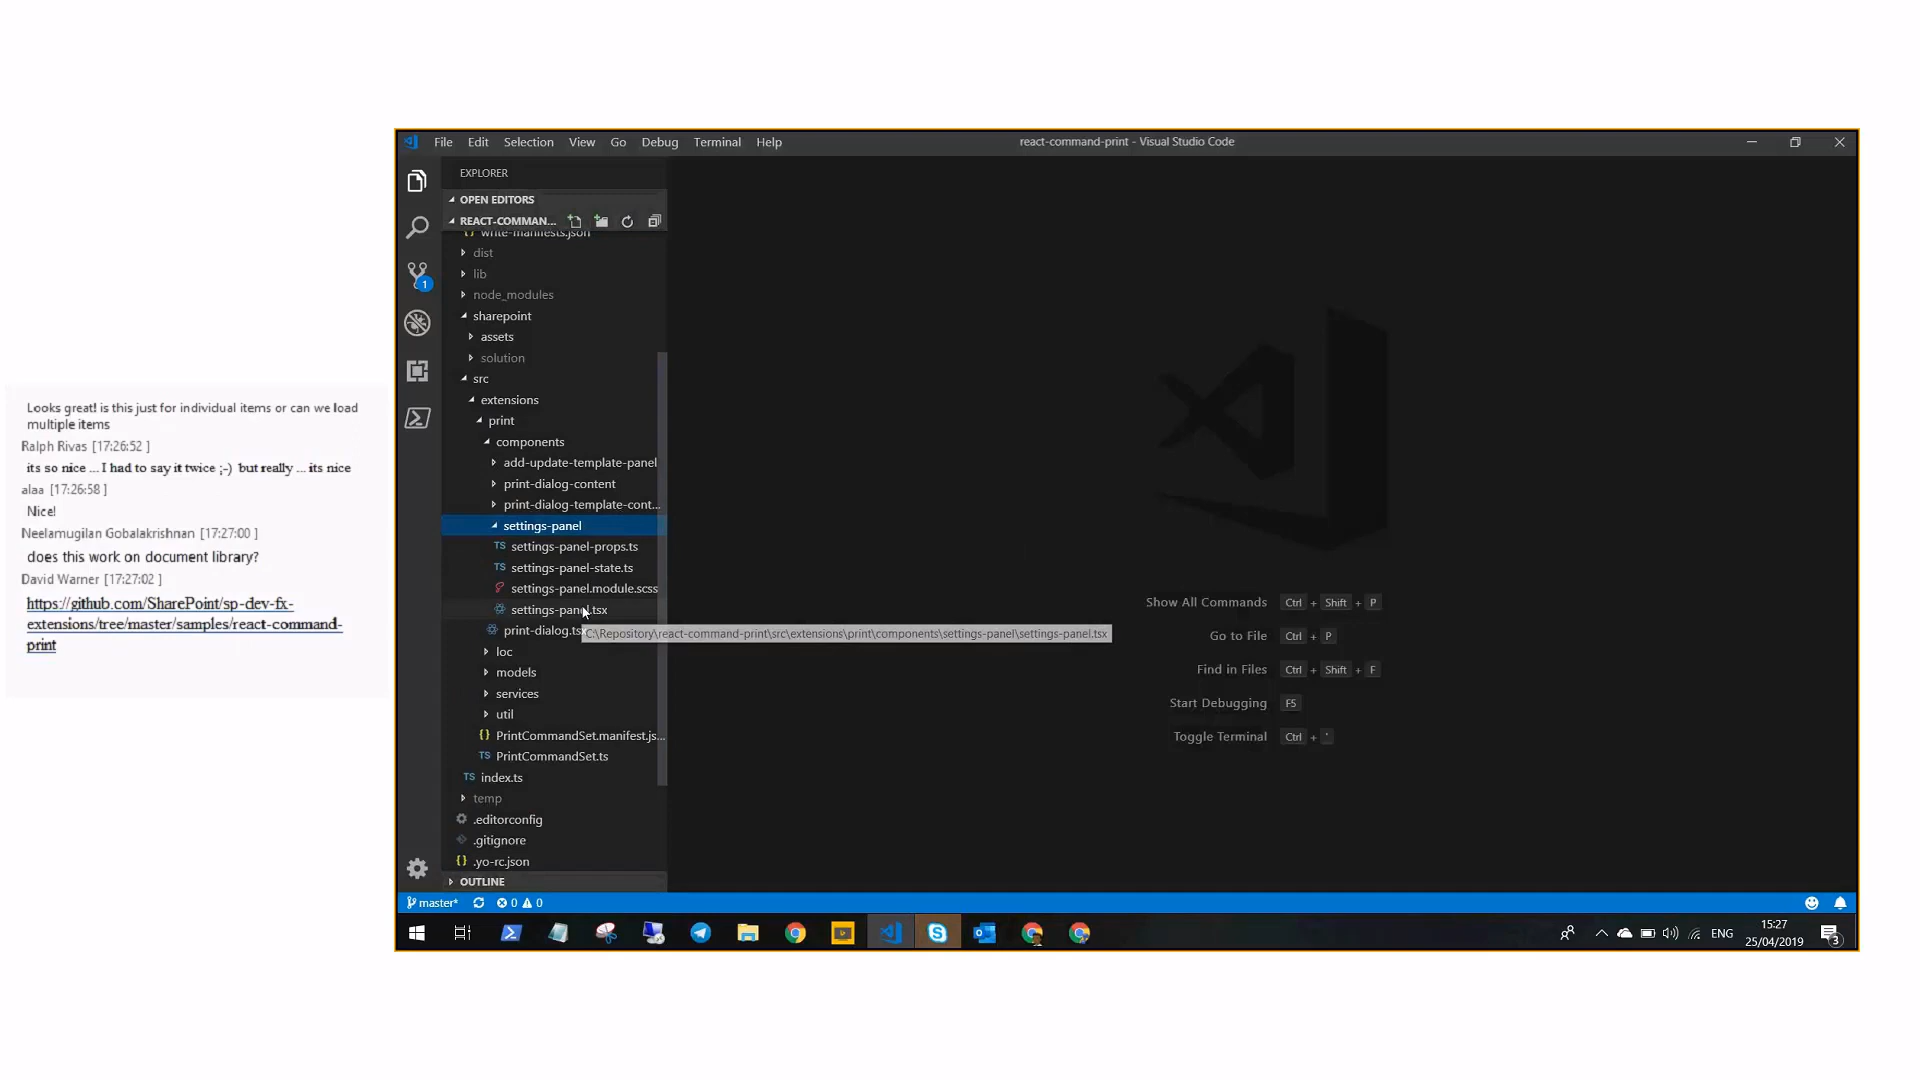 Looks great! is this just for individual items or can we load
multiple items
Ralph Rivas [17:26:52 ]
its so nice ... I had to say it twice ;-)  but really ... its nice
alaa [17:26:58 ]
Nice!
Neelamugilan Gobalakrishnan [17:27:00 ]
does this work on document library?
David Warner [17:27:02 ]
https://github.com/SharePoint/sp-dev-fx-
extensions/tree/master/samples/react-command-
print
File Edit Selection View Go Debug Terminal Help
react-command-print - Visual Studio Code
EXPLORER
OPEN EDITORS
REACT-COMMAN...
write-manifests.json
dist
lib
node_modules
sharepoint
assets
solution
src
extensions
print
components
add-update-template-panel
print-dialog-content
print-dialog-template-cont...
settings-panel
TS settings-panel-props.ts
TS settings-panel-state.ts
settings-panel.module.scss
settings-panel.tsx
print-dialog.tsx
C:\Repository\react-command-print\src\extensions\print\components\settings-panel\settings-panel.tsx
loc
models
services
util
{} PrintCommandSet.manifest.js...
TS PrintCommandSet.ts
TS index.ts
temp
.editorconfig
.gitignore
{} .yo-rc.json
OUTLINE
1
Show All Commands Ctrl + Shift + P
Go to File Ctrl + P
Find in Files Ctrl + Shift + F
Start Debugging F5
Toggle Terminal Ctrl + '
master* 0 0
ENG
15:27
25/04/2019
3